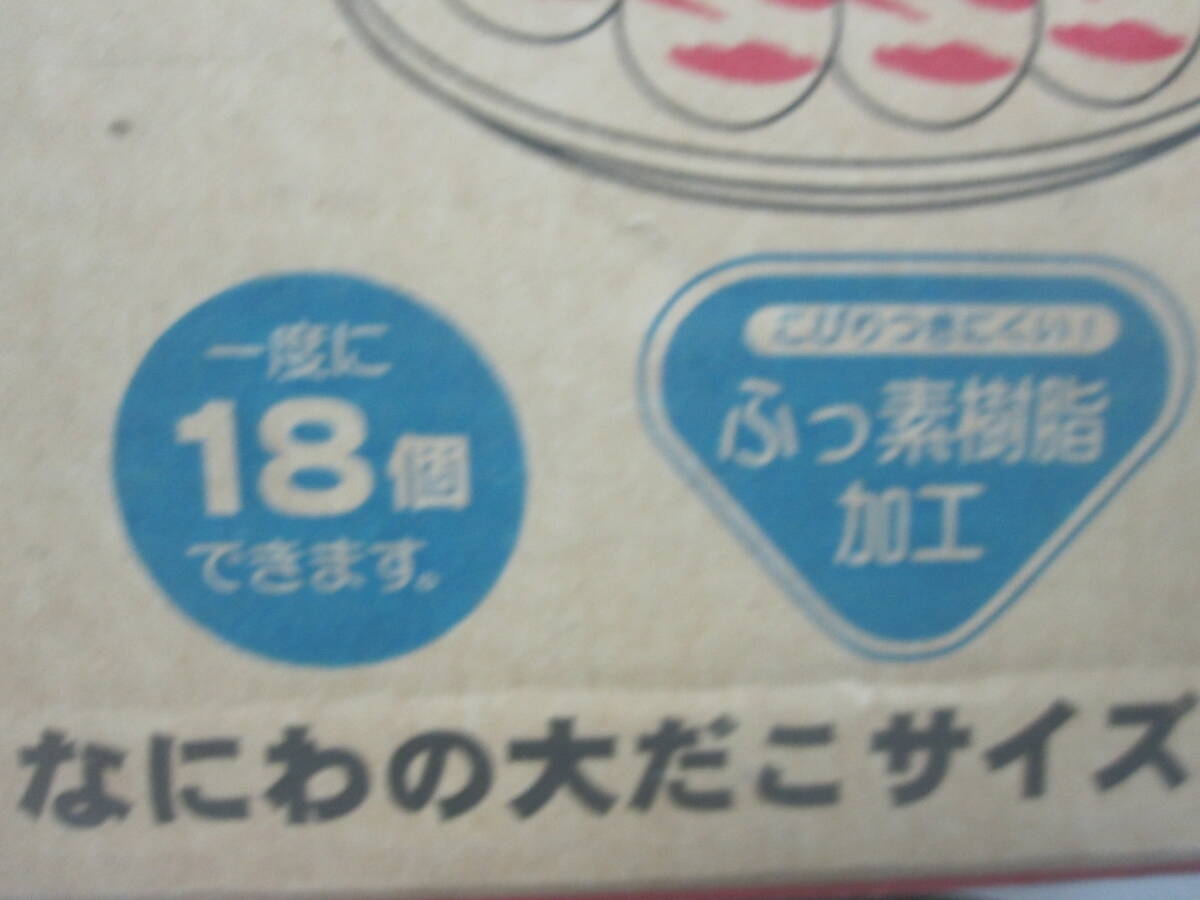 一度に
18個
できます。
こびりつきにくい!
ふっ素樹脂
加工
なにわの大だこサイズ